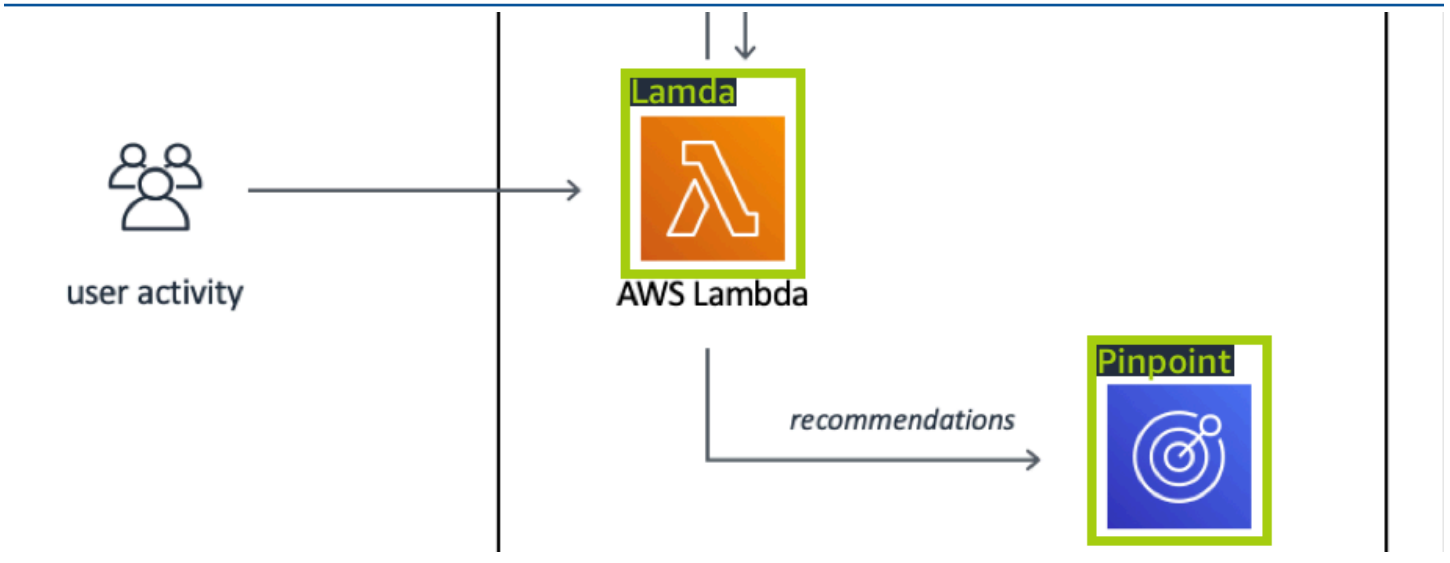 Lamda
user activity
AWS Lambda
Pinpoint
recommendations